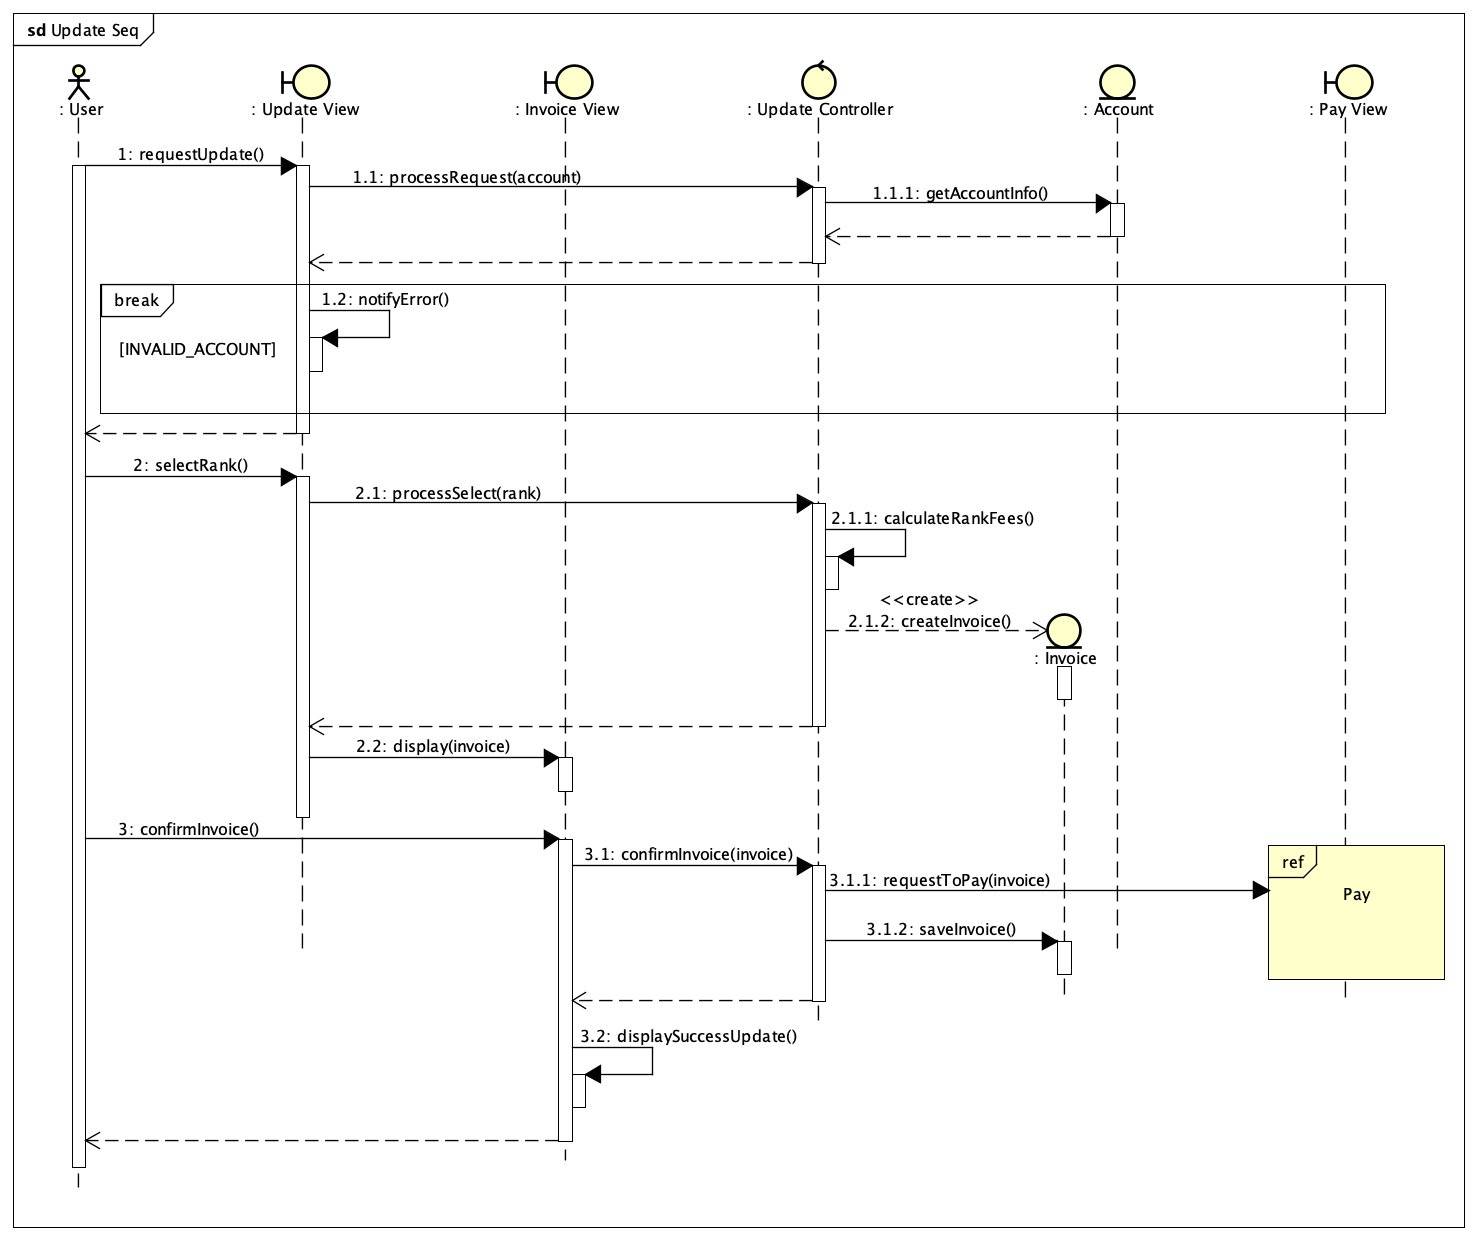 sd Update Seq
: User
: Update View
: Invoice View
: Update Controller
: Account
: Pay View
1: requestUpdate()
1.1: processRequest(account)
1.1.1: getAccountInfo()
break
1.2: notifyError()
[INVALID_ACCOUNT]
2: selectRank()
2.1: processSelect(rank)
2.1.1: calculateRankFees()
<<create>>
2.1.2: createInvoice()
: Invoice
2.2: display(invoice)
3: confirmInvoice()
3.1: confirmInvoice(invoice)
ref
3.1.1: requestToPay(invoice)
Pay
3.1.2: saveInvoice()
3.2: displaySuccessUpdate()